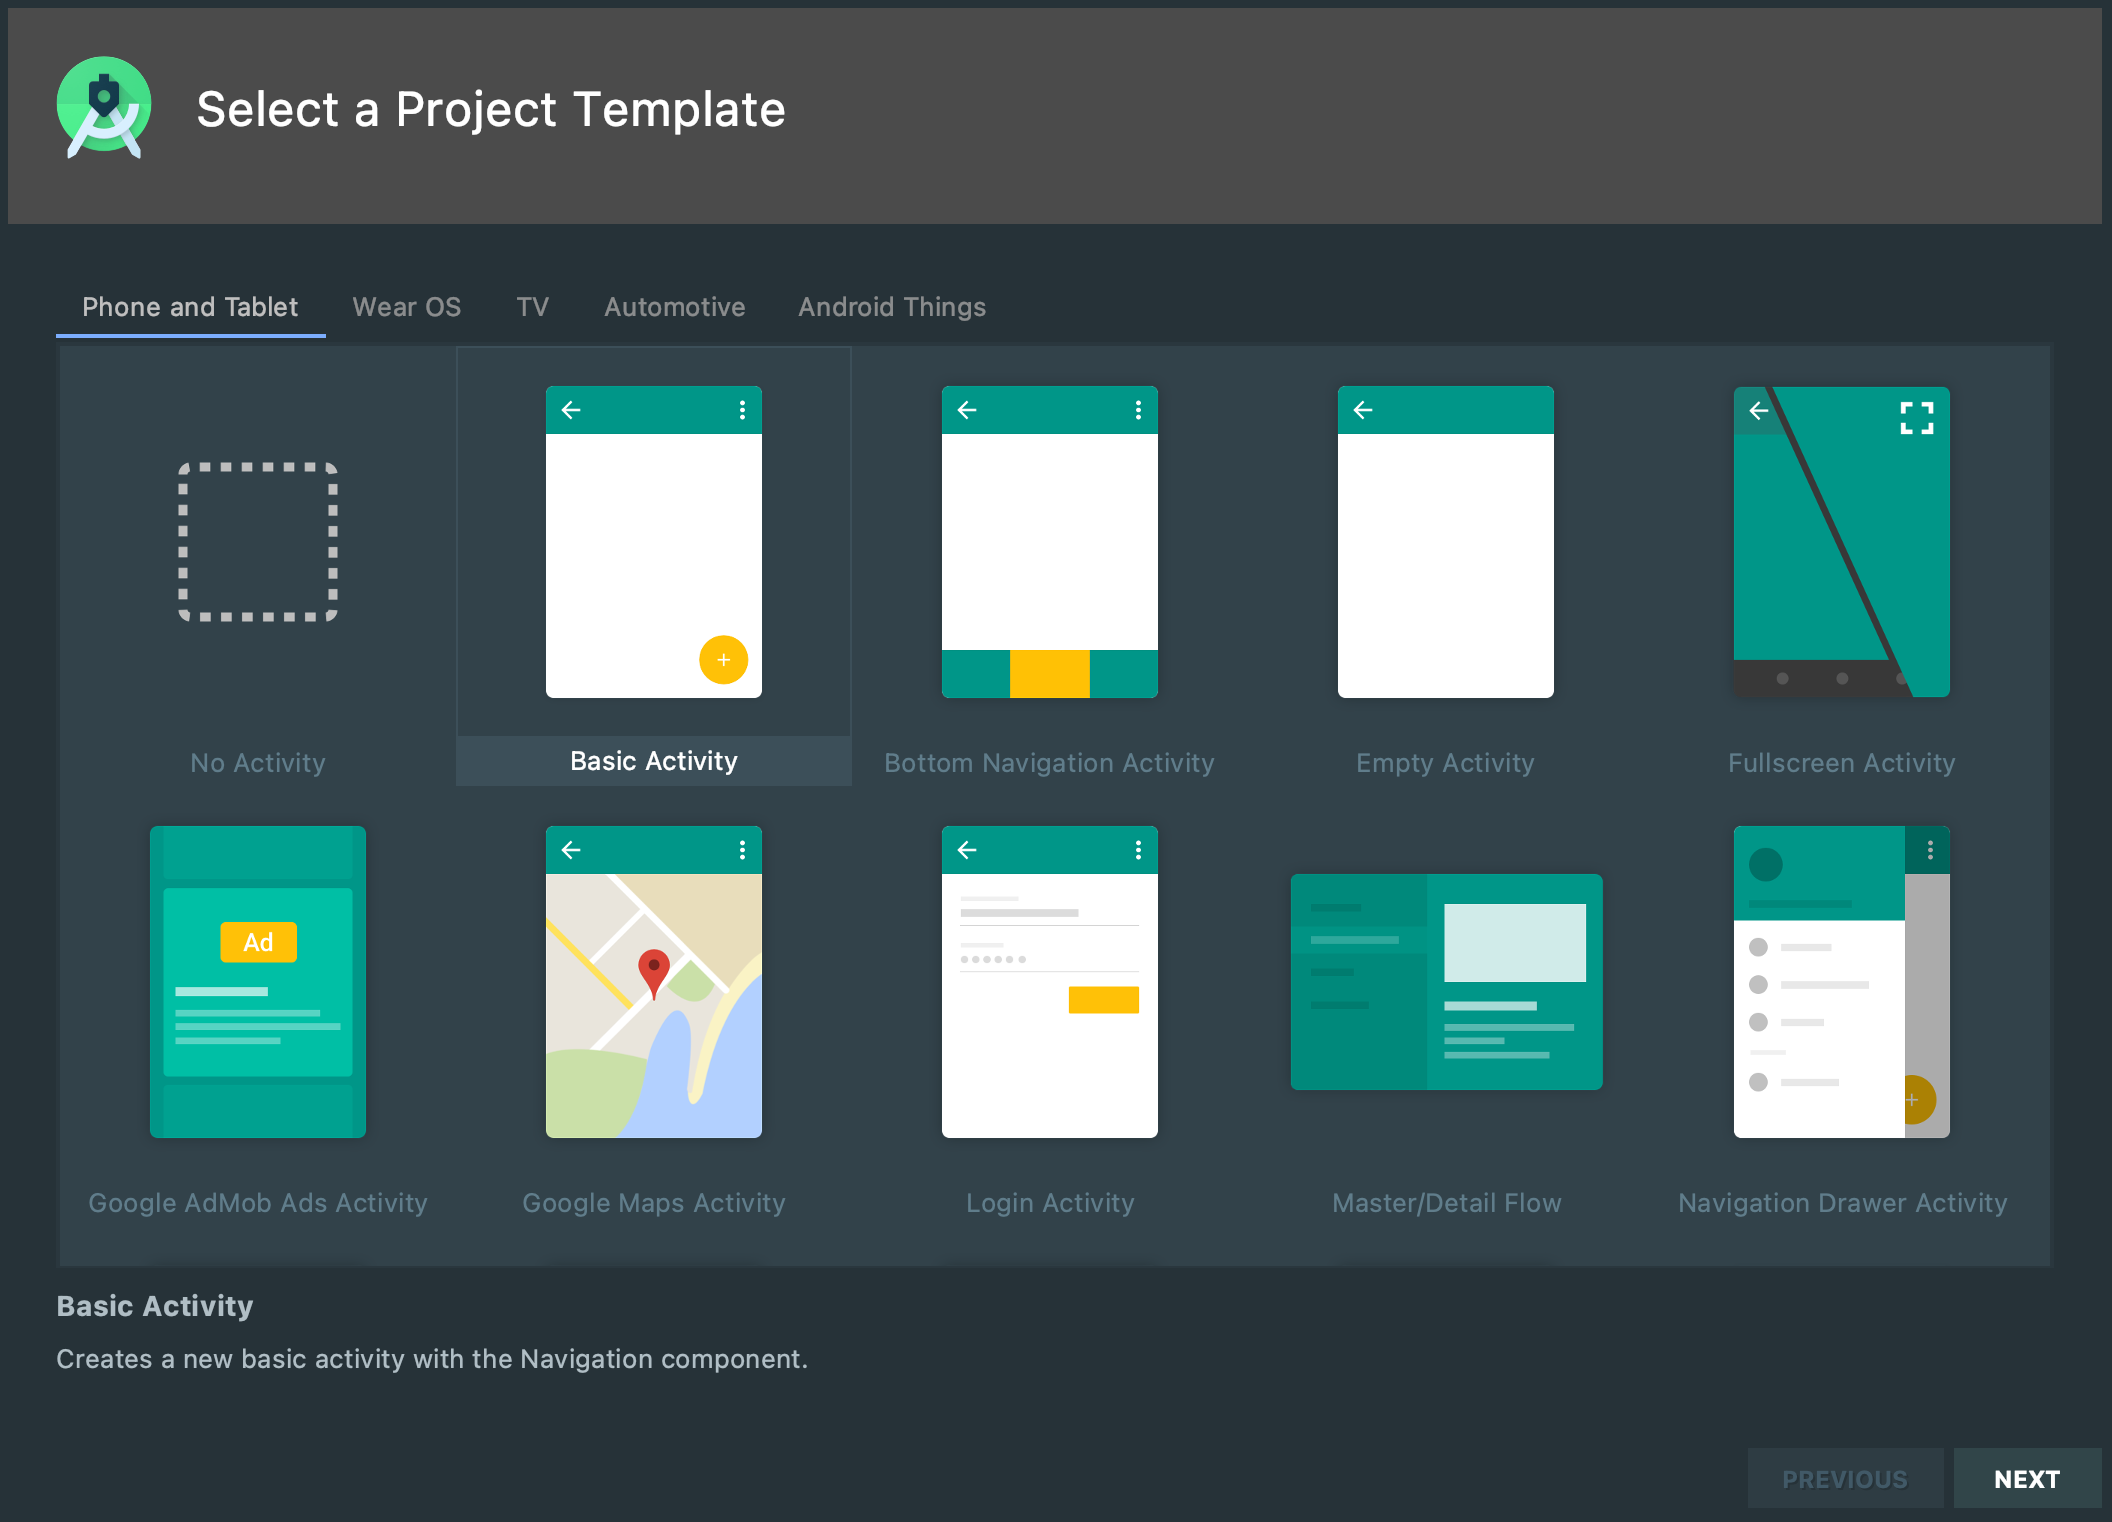 Select a Project Template
Phone and Tablet Wear OS TV Automotive Android Things
No Activity Basic Activity Bottom Navigation Activity Empty Activity Fullscreen Activity
Ad
Google AdMob Ads Activity Google Maps Activity Login Activity Master/Detail Flow Navigation Drawer Activity
Basic Activity
Creates a new basic activity with the Navigation component.
PREVIOUS NEXT